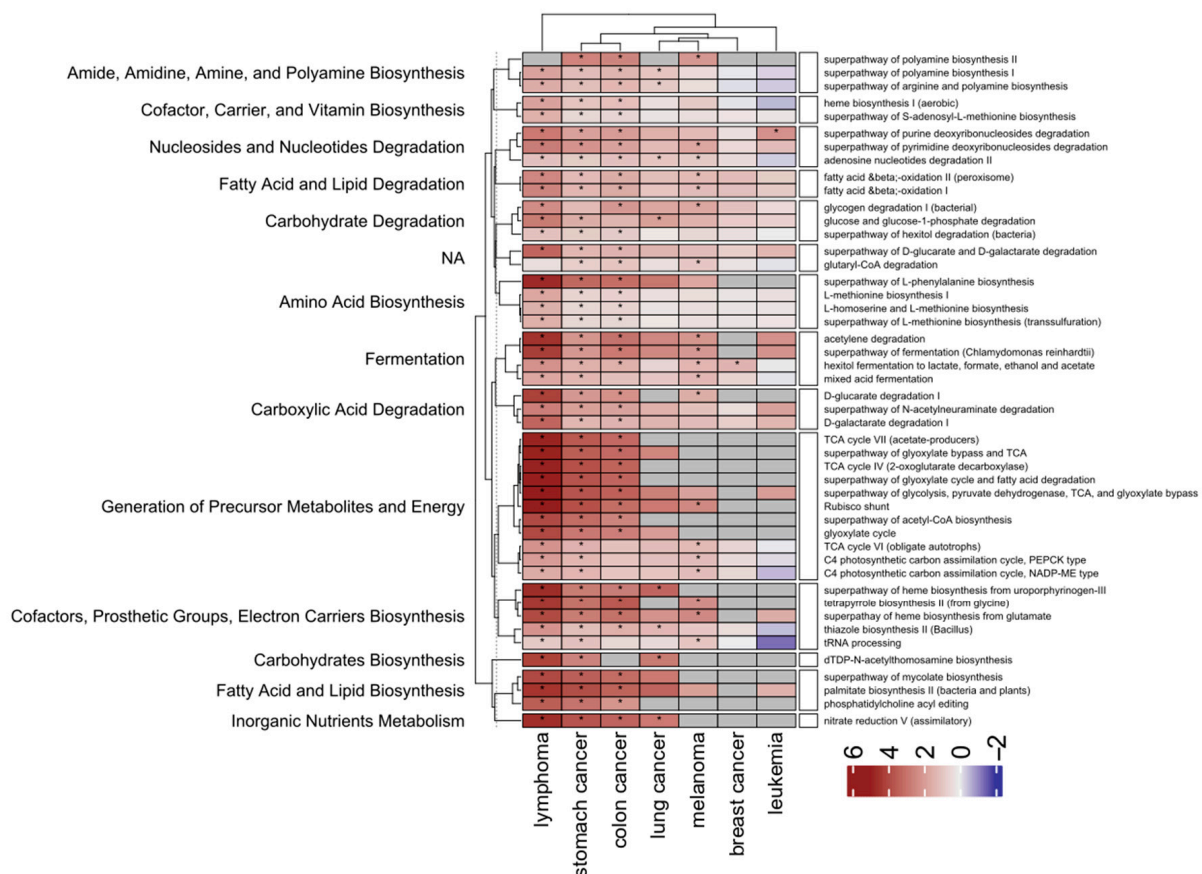 Amide, Amidine, Amine, and Polyamine Biosynthesis
Cofactor, Carrier, and Vitamin Biosynthesis
Nucleosides and Nucleotides Degradation
Fatty Acid and Lipid Degradation
Carbohydrate Degradation
NA
Amino Acid Biosynthesis
Fermentation
Carboxylic Acid Degradation
Generation of Precursor Metabolites and Energy
Cofactors, Prosthetic Groups, Electron Carriers Biosynthesis
Carbohydrates Biosynthesis
Fatty Acid and Lipid Biosynthesis
Inorganic Nutrients Metabolism
superpathway of polyamine biosynthesis II
superpathway of polyamine biosynthesis I
superpathway of arginine and polyamine biosynthesis
heme biosynthesis I (aerobic)
superpathway of S-adenosyl-L-methionine biosynthesis
superpathway of purine deoxyribonucleosides degradation
superpathway of pyrimidine deoxyribonucleosides degradation
adenosine nucleotides degradation II
fatty acid &beta;-oxidation II (peroxisome)
fatty acid &beta;-oxidation I
glycogen degradation I (bacterial)
glucose and glucose-1-phosphate degradation
superpathway of hexitol degradation (bacteria)
superpathway of D-glucarate and D-galactarate degradation
glutaryl-CoA degradation
superpathway of L-phenylalanine biosynthesis
L-methionine biosynthesis I
L-homoserine and L-methionine biosynthesis
superpathway of L-methionine biosynthesis (transsulfuration)
acetylene degradation
superpathway of fermentation (Chlamydomonas reinhardtii)
hexitol fermentation to lactate, formate, ethanol and acetate
mixed acid fermentation
D-glucarate degradation I
superpathway of N-acetylneuraminate degradation
D-galactarate degradation I
TCA cycle VII (acetate-producers)
superpathway of glyoxylate bypass and TCA
TCA cycle IV (2-oxoglutarate decarboxylase)
superpathway of glyoxylate cycle and fatty acid degradation
superpathway of glycolysis, pyruvate dehydrogenase, TCA, and glyoxylate bypass
Rubisco shunt
superpathway of acetyl-CoA biosynthesis
glyoxylate cycle
TCA cycle VI (obligate autotrophs)
C4 photosynthetic carbon assimilation cycle, PEPCK type
C4 photosynthetic carbon assimilation cycle, NADP-ME type
superpathway of heme biosynthesis from uroporphyrinogen-III
tetrapyrrole biosynthesis II (from glycine)
superpathay of heme biosynthesis from glutamate
thiazole biosynthesis II (Bacillus)
tRNA processing
dTDP-N-acetylthomosamine biosynthesis
superpathway of mycolate biosynthesis
palmitate biosynthesis II (bacteria and plants)
phosphatidylcholine acyl editing
nitrate reduction V (assimilatory)
lymphoma
stomach cancer
colon cancer
lung cancer
melanoma
breast cancer
leukemia
6 4 2 0 -2